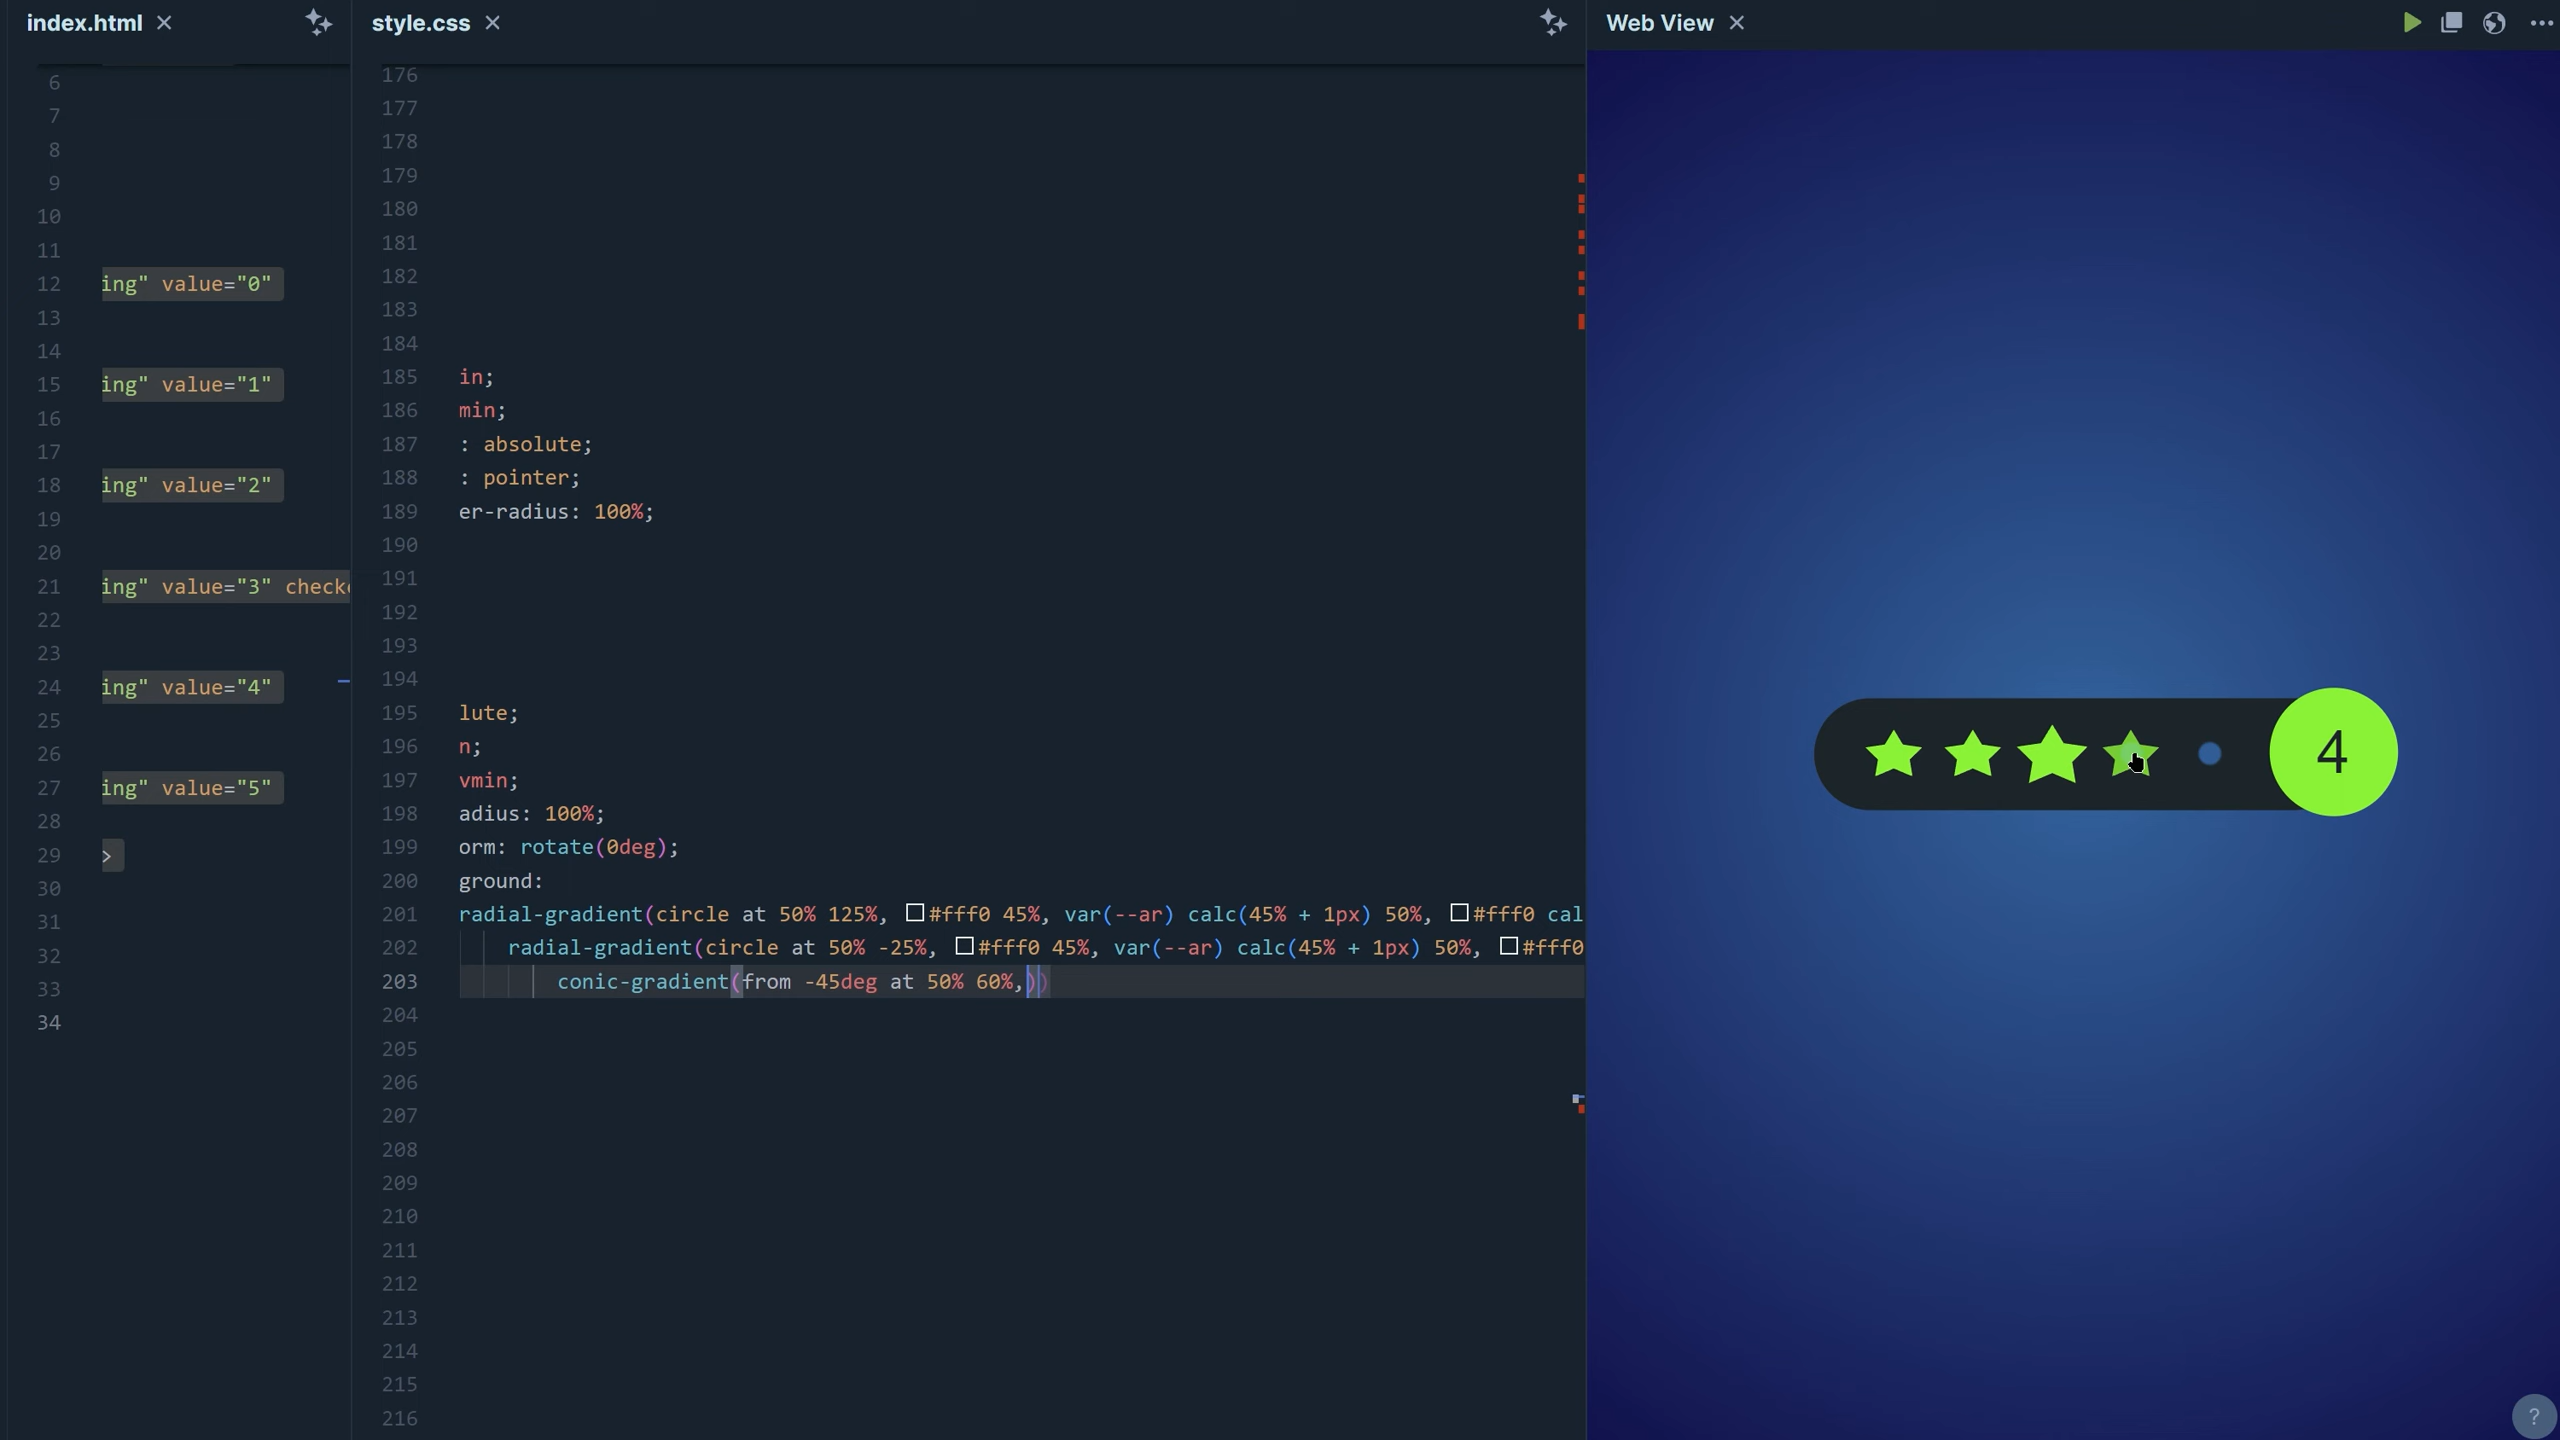 index.html
style.css
Web View
6
7
8
9
10
11
12 ing" value="0"
13
14
15 ing" value="1"
16
17
18 ing" value="2"
19
20
21 ing" value="3"
22
23
24 ing" value="4"
25
26
27 ing" value="5"
28
29 >
30
31
32
33
34
176
177
178
179
180
181
182
183
184
185 in;
186 min;
187 : absolute;
188 : pointer;
189 er-radius: 100%;
190
191
192
193
194
195 lute;
196 n;
197 vmin;
198 adius: 100%;
199 orm: rotate(0deg);
200 ground:
201 radial-gradient(circle at 50% 125%, #fff0 45%, var(--ar) calc(45% + 1px) 50%, #fff0 cal
202 radial-gradient(circle at 50% -25%, #fff0 45%, var(--ar) calc(45% + 1px) 50%, #fff0
203 conic-gradient(from -45deg at 50% 60%,))
204
205
206
207
208
209
210
211
212
213
214
215
216
4
?